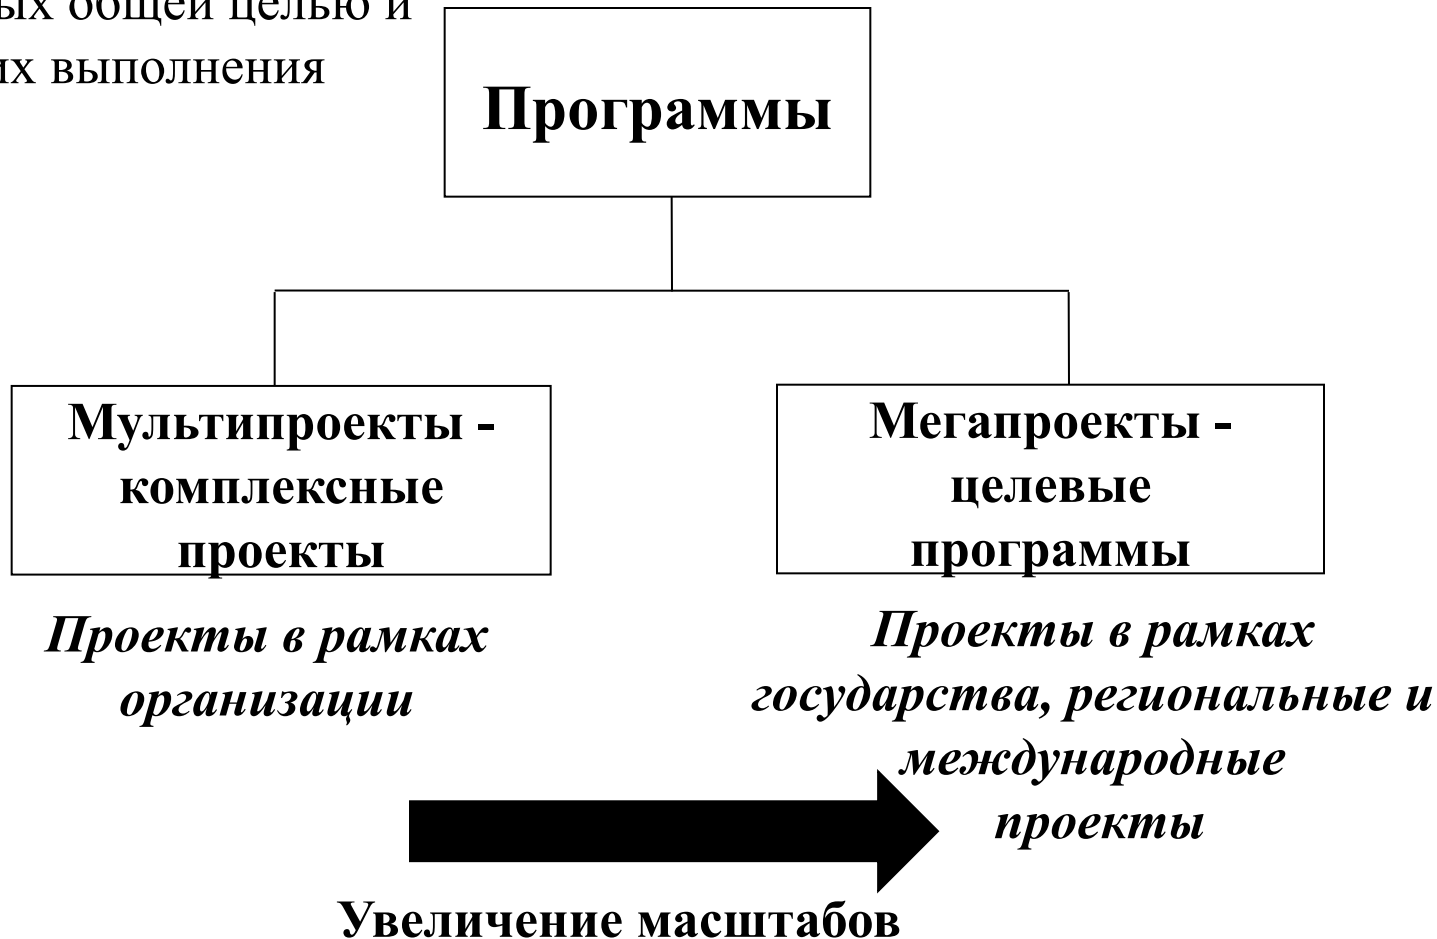 общей целью и
их выполнения
Программы
Мультипроекты -
комплексные
проекты
Мегапроекты -
целевые
программы
Проекты в рамках
организации
Проекты в рамках
государства, региональные и
международные
проекты
Увеличение масштабов